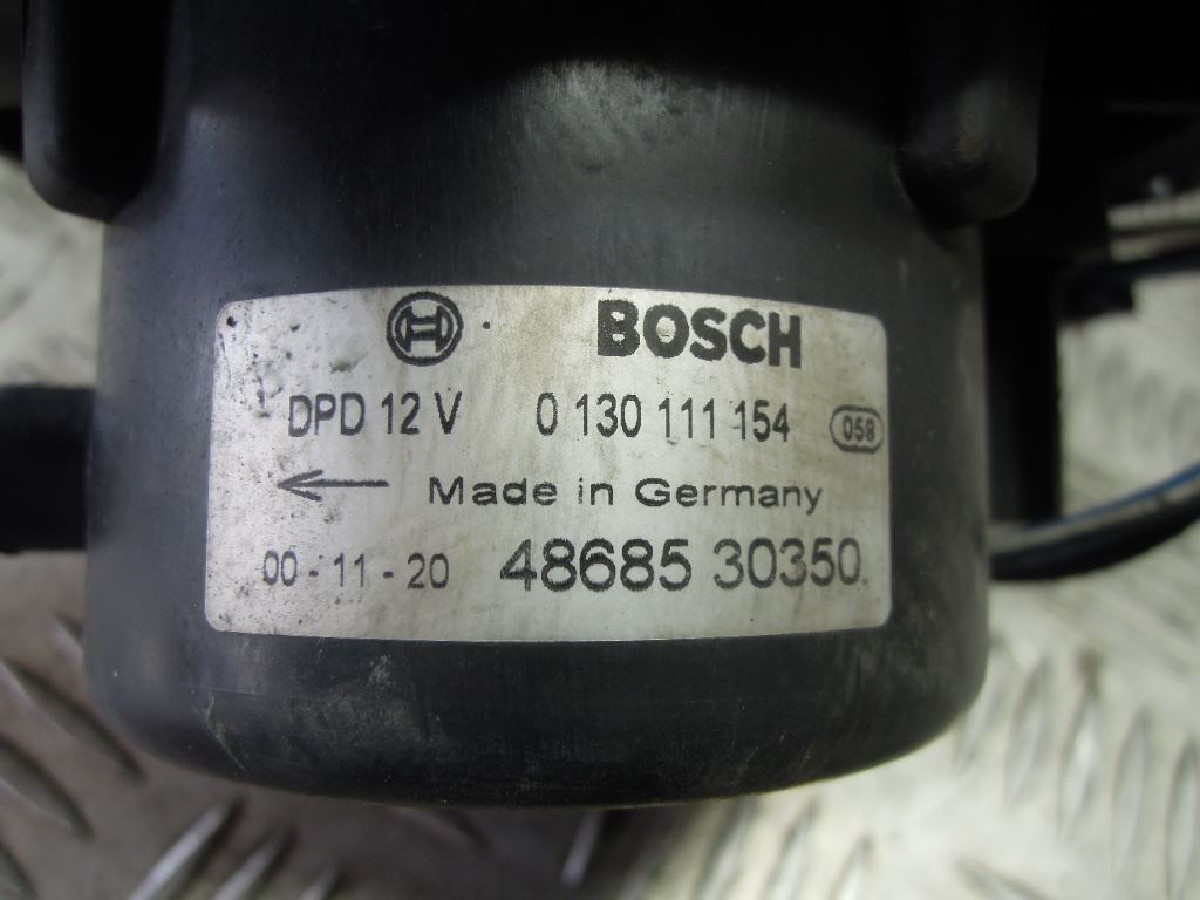 BOSCH
DPD 12 V 0 130 111 154 058
Made in Germany
00-11-20 48685 30350